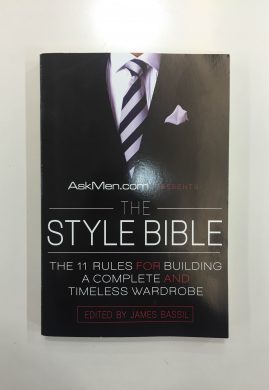 AskMen.com PRESENTS
THE
STYLE BIBLE
THE 11 RULES FOR BUILDING
A COMPLETE AND
TIMELESS WARDROBE
EDITED BY JAMES BASSIL